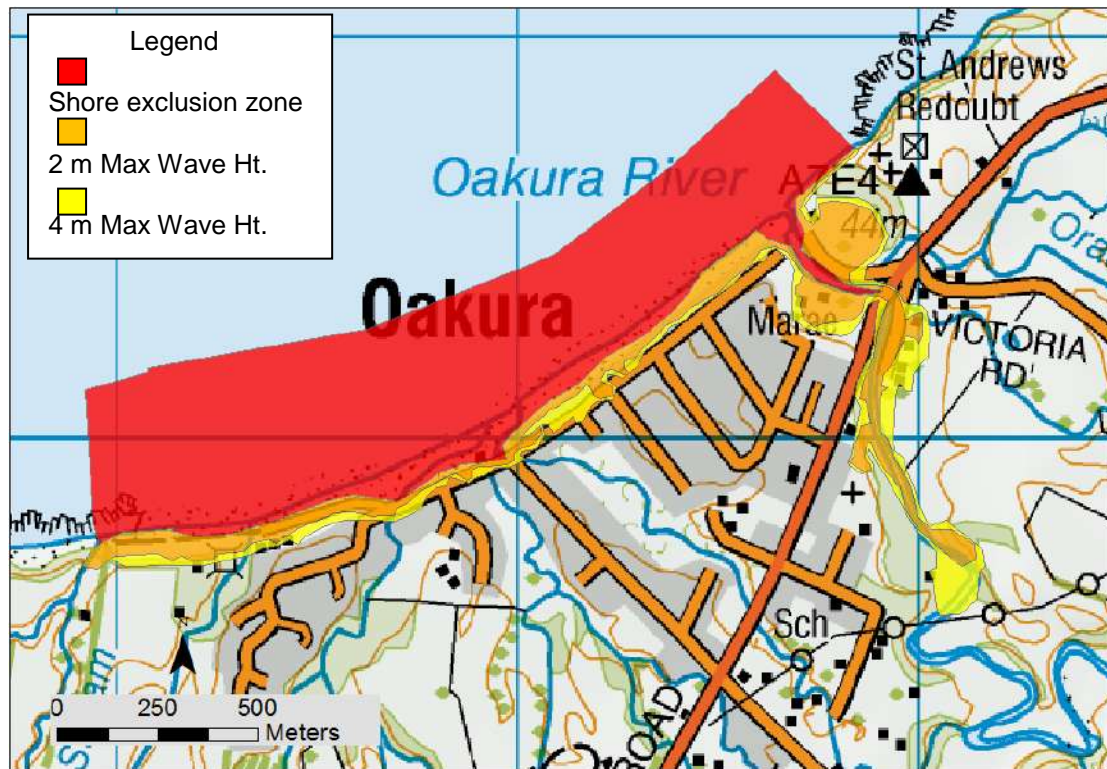 Legend
Shore exclusion zone
2 m Max Wave Ht.
4 m Max Wave Ht.
St Andrews
Redoubt
Oakura River
A7E4
44m
Oakura
Marae
VICTORIA
RD
Sch
ROAD
0 250 500
Meters